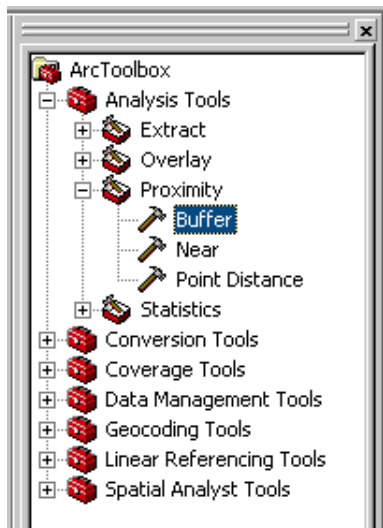 ArcToolbox
Analysis Tools
Extract
Overlay
Proximity
Buffer
Near
Point Distance
Statistics
Conversion Tools
Coverage Tools
Data Management Tools
Geocoding Tools
Linear Referencing Tools
Spatial Analyst Tools